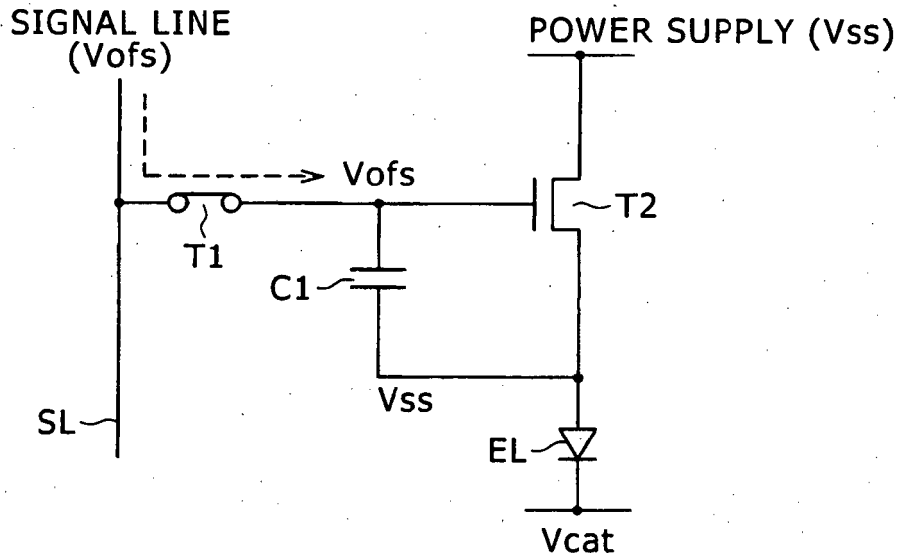 SIGNAL LINE
(Vofs)
POWER SUPPLY (Vss)
Vofs
T1
T2
C1
Vss
SL
EL
Vcat